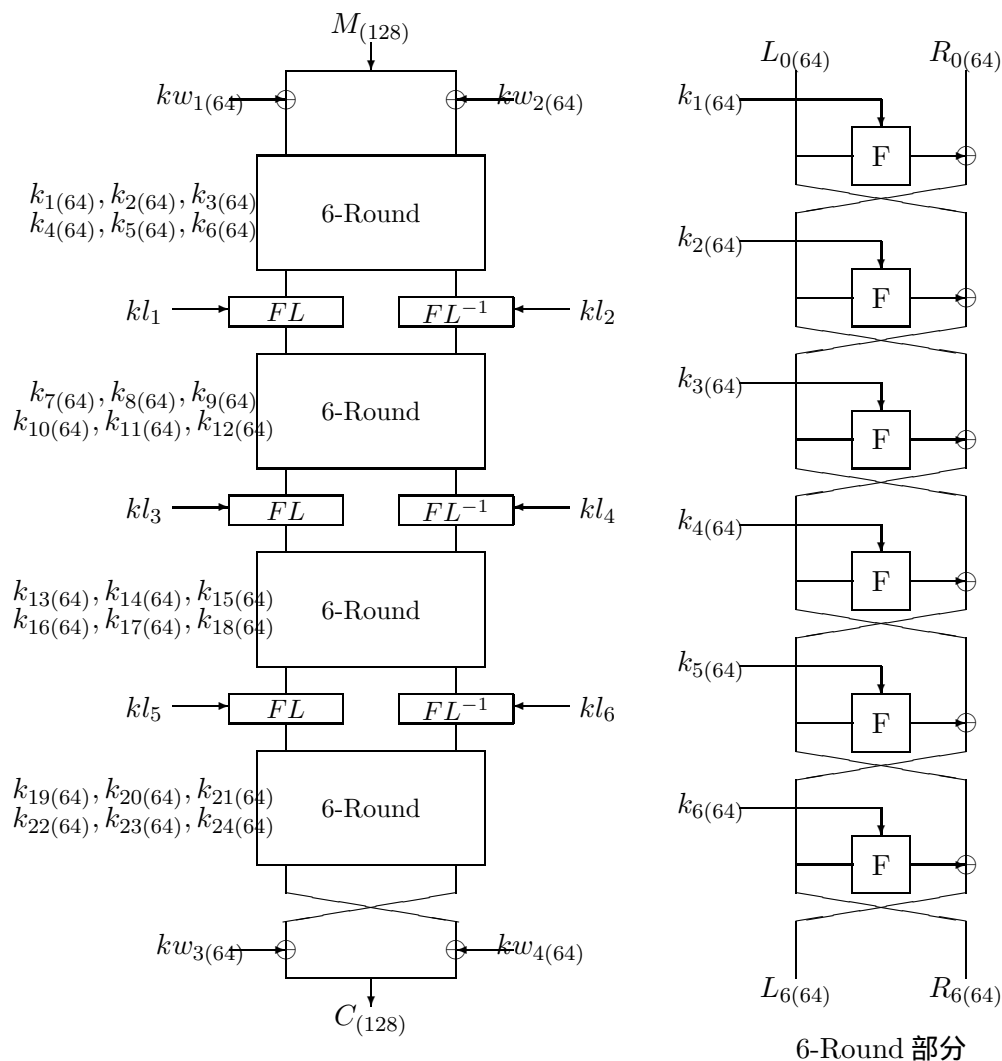 M(128)
kw1(64) kw2(64)
k1(64), k2(64), k3(64)
k4(64), k5(64), k6(64)
6-Round
kl1 FL FL−1 kl2
k7(64), k8(64), k9(64)
k10(64), k11(64), k12(64)
6-Round
kl3 FL FL−1 kl4
k13(64), k14(64), k15(64)
k16(64), k17(64), k18(64)
6-Round
kl5 FL FL−1 kl6
k19(64), k20(64), k21(64)
k22(64), k23(64), k24(64)
6-Round
kw3(64) kw4(64)
C(128)
L0(64) R0(64)
k1(64)
F
k2(64)
F
k3(64)
F
k4(64)
F
k5(64)
F
k6(64)
F
L6(64) R6(64)
6-Round 部分